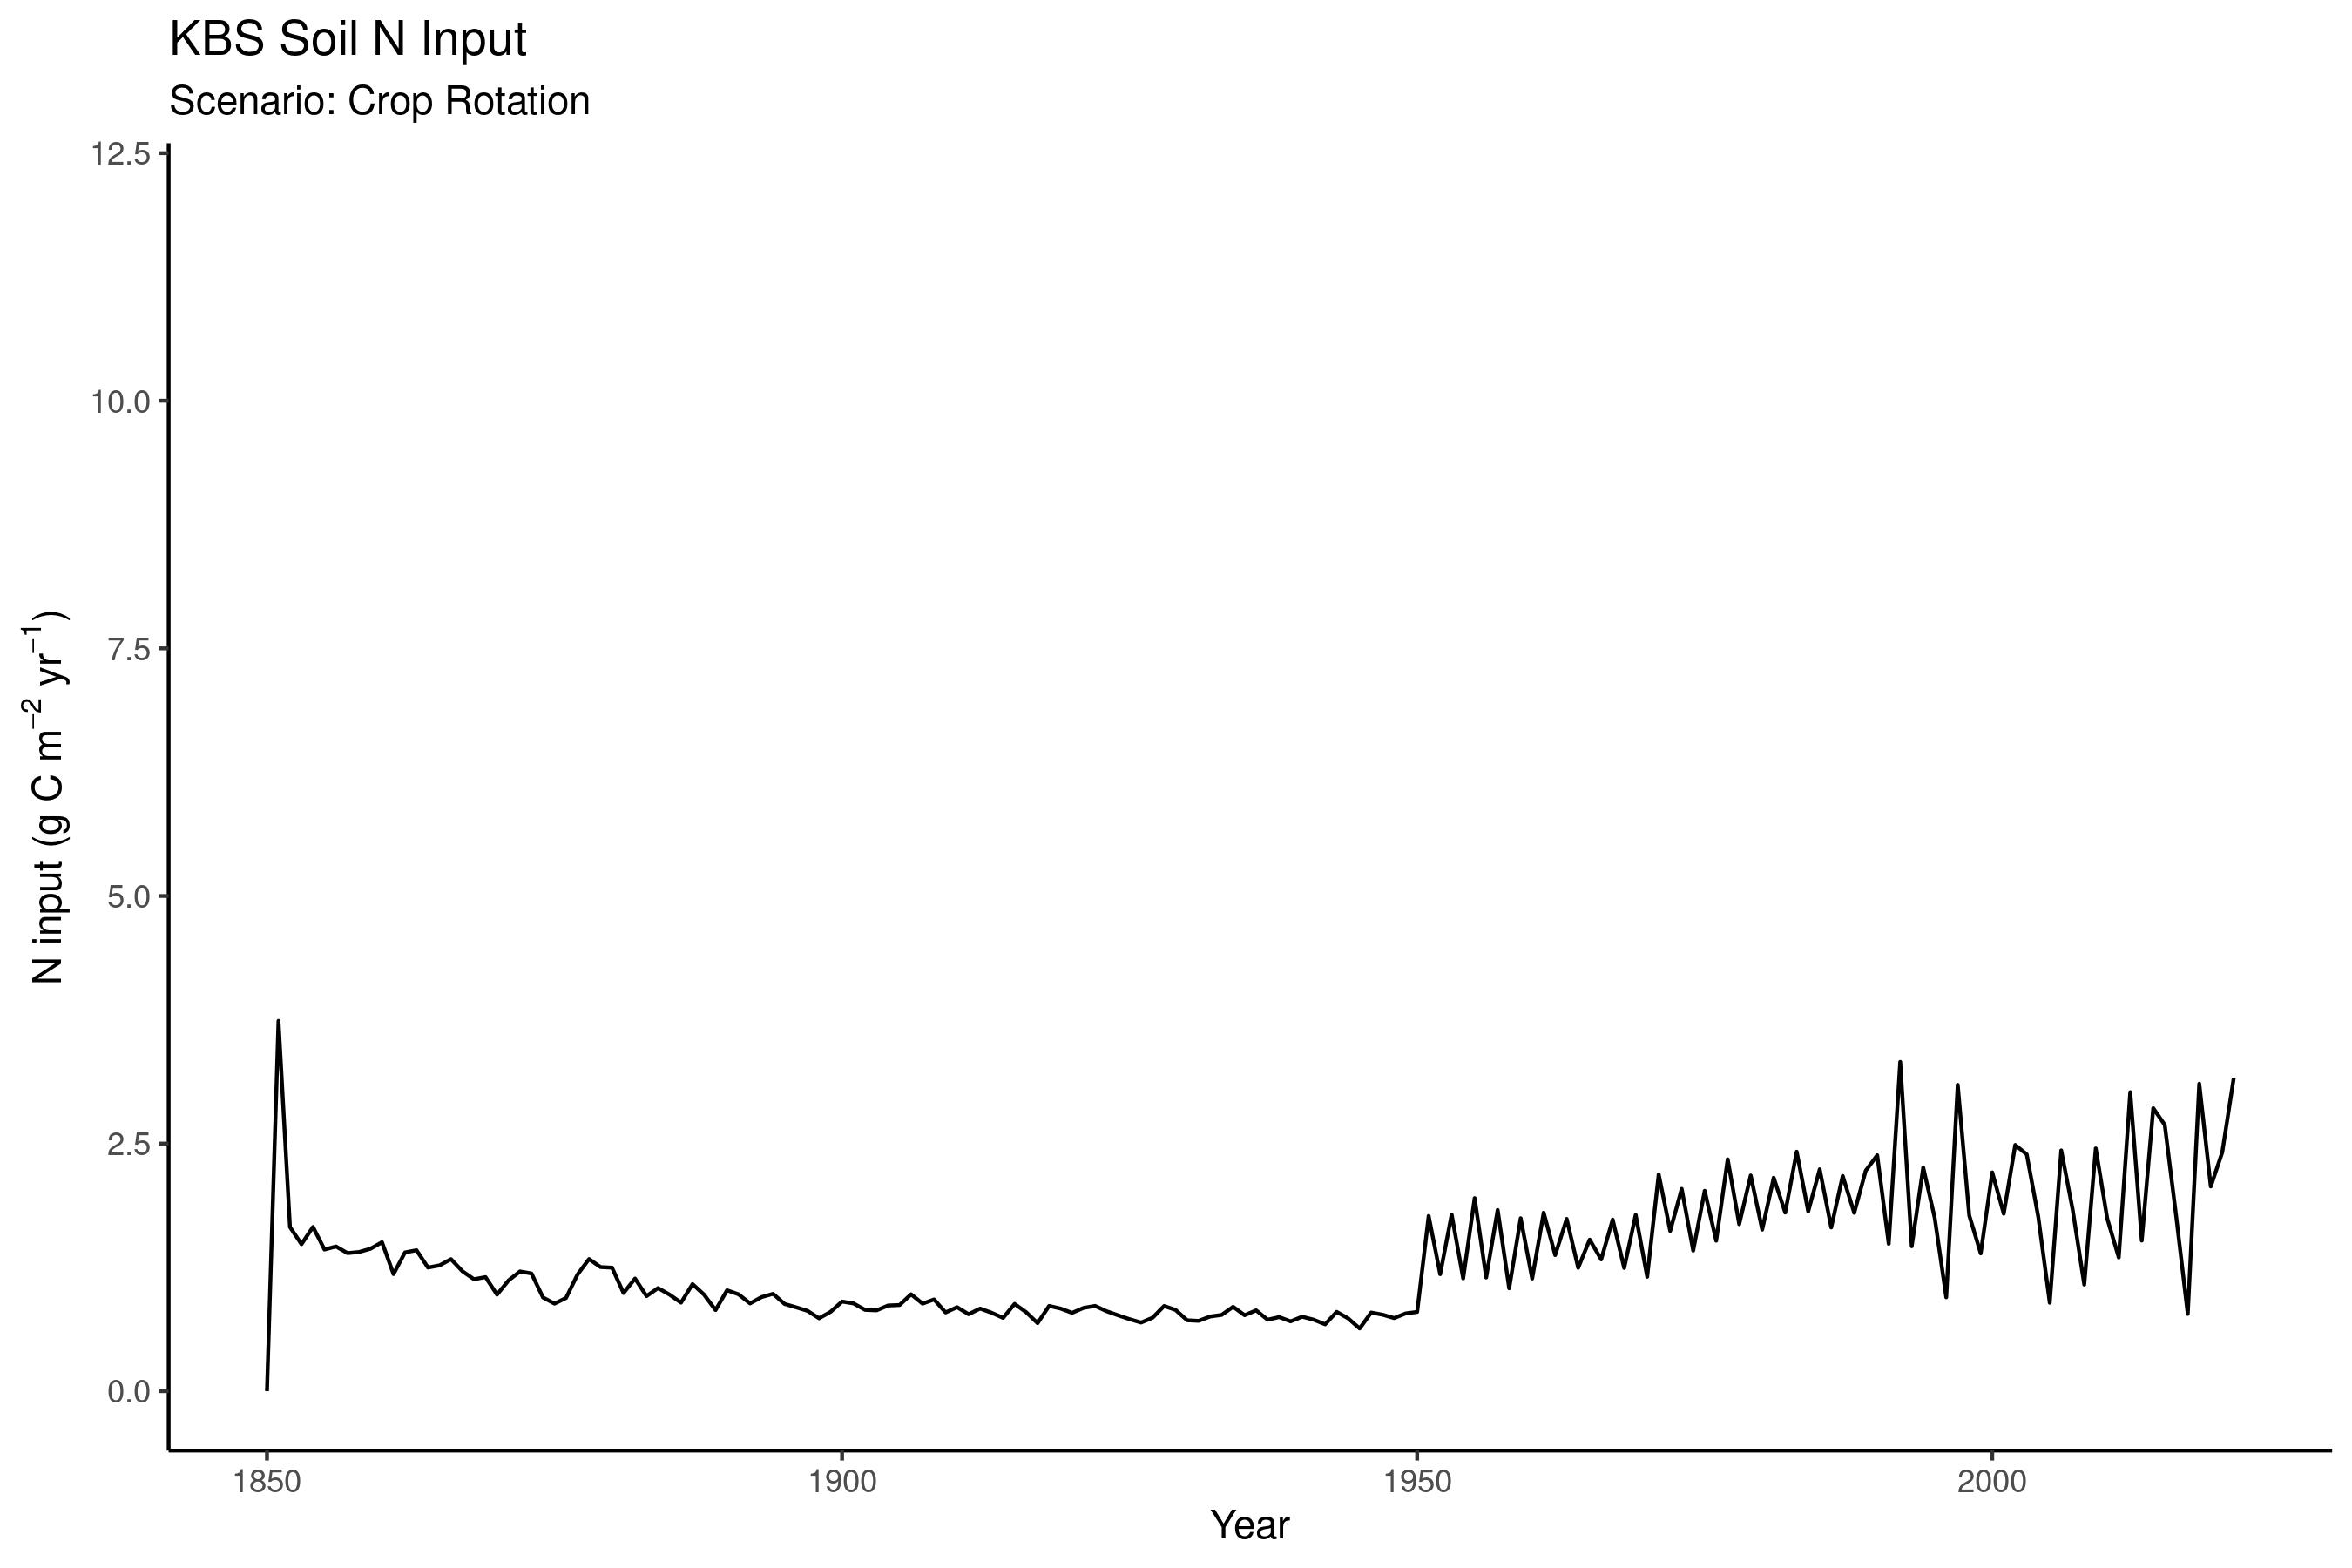 KBS Soil N Input
Scenario: Crop Rotation
12.5
10.0
7.5
5.0
2.5
0.0
N input (g C m⁻² yr⁻¹)
1850 1900 1950 2000
Year